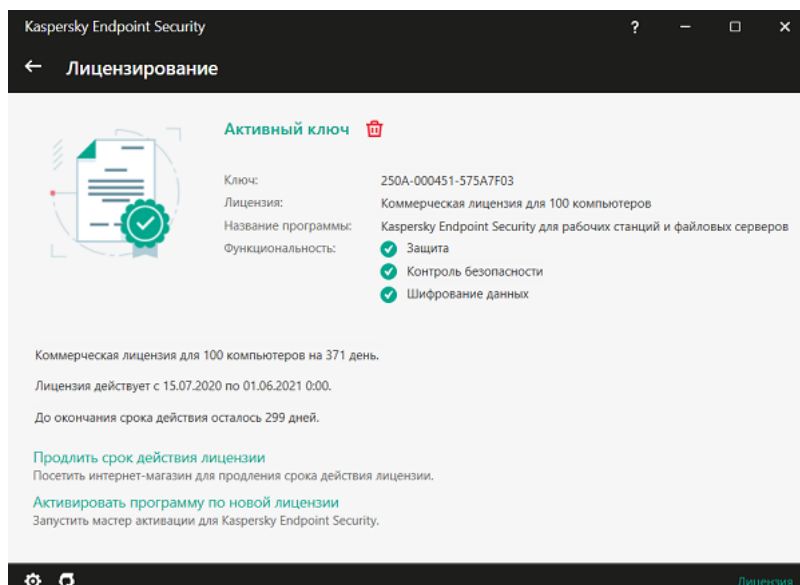 Kaspersky Endpoint Security
?
Лицензирование
Активный ключ
Ключ: 250A-000451-575A7F03
Лицензия: Коммерческая лицензия для 100 компьютеров
Название программы: Kaspersky Endpoint Security для рабочих станций и файловых серверов
Функциональность: Защита
Контроль безопасности
Шифрование данных
Коммерческая лицензия для 100 компьютеров на 371 день.
Лицензия действует с 15.07.2020 по 01.06.2021 0:00.
До окончания срока действия осталось 299 дней.
Продлить срок действия лицензии
Посетить интернет-магазин для продления срока действия лицензии.
Активировать программу по новой лицензии
Запустить мастер активации для Kaspersky Endpoint Security.
Лицензия